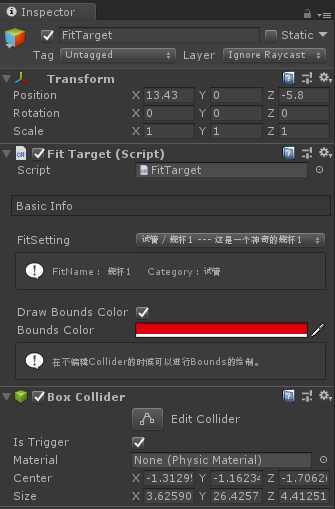 Inspector
FitTarget
Static
Tag Untagged Layer Ignore Raycast
Transform
Position X 13.43 Y 0 Z -5.8
Rotation X 0 Y 0 Z 0
Scale X 1 Y 1 Z 1
Fit Target (Script)
Script FitTarget
Basic Info
FitSetting 试管 / 烧杯1 --- 这是一个神奇的烧杯1
FitName : 烧杯1 Category : 试管
Draw Bounds Color
Bounds Color
在不编辑Collider的时候可以进行Bounds的绘制。
Box Collider
Edit Collider
Is Trigger
Material None (Physic Material)
Center X -1.3129 Y -1.16234 Z -1.7062
Size X 3.62590 Y 26.4257 Z 4.41251